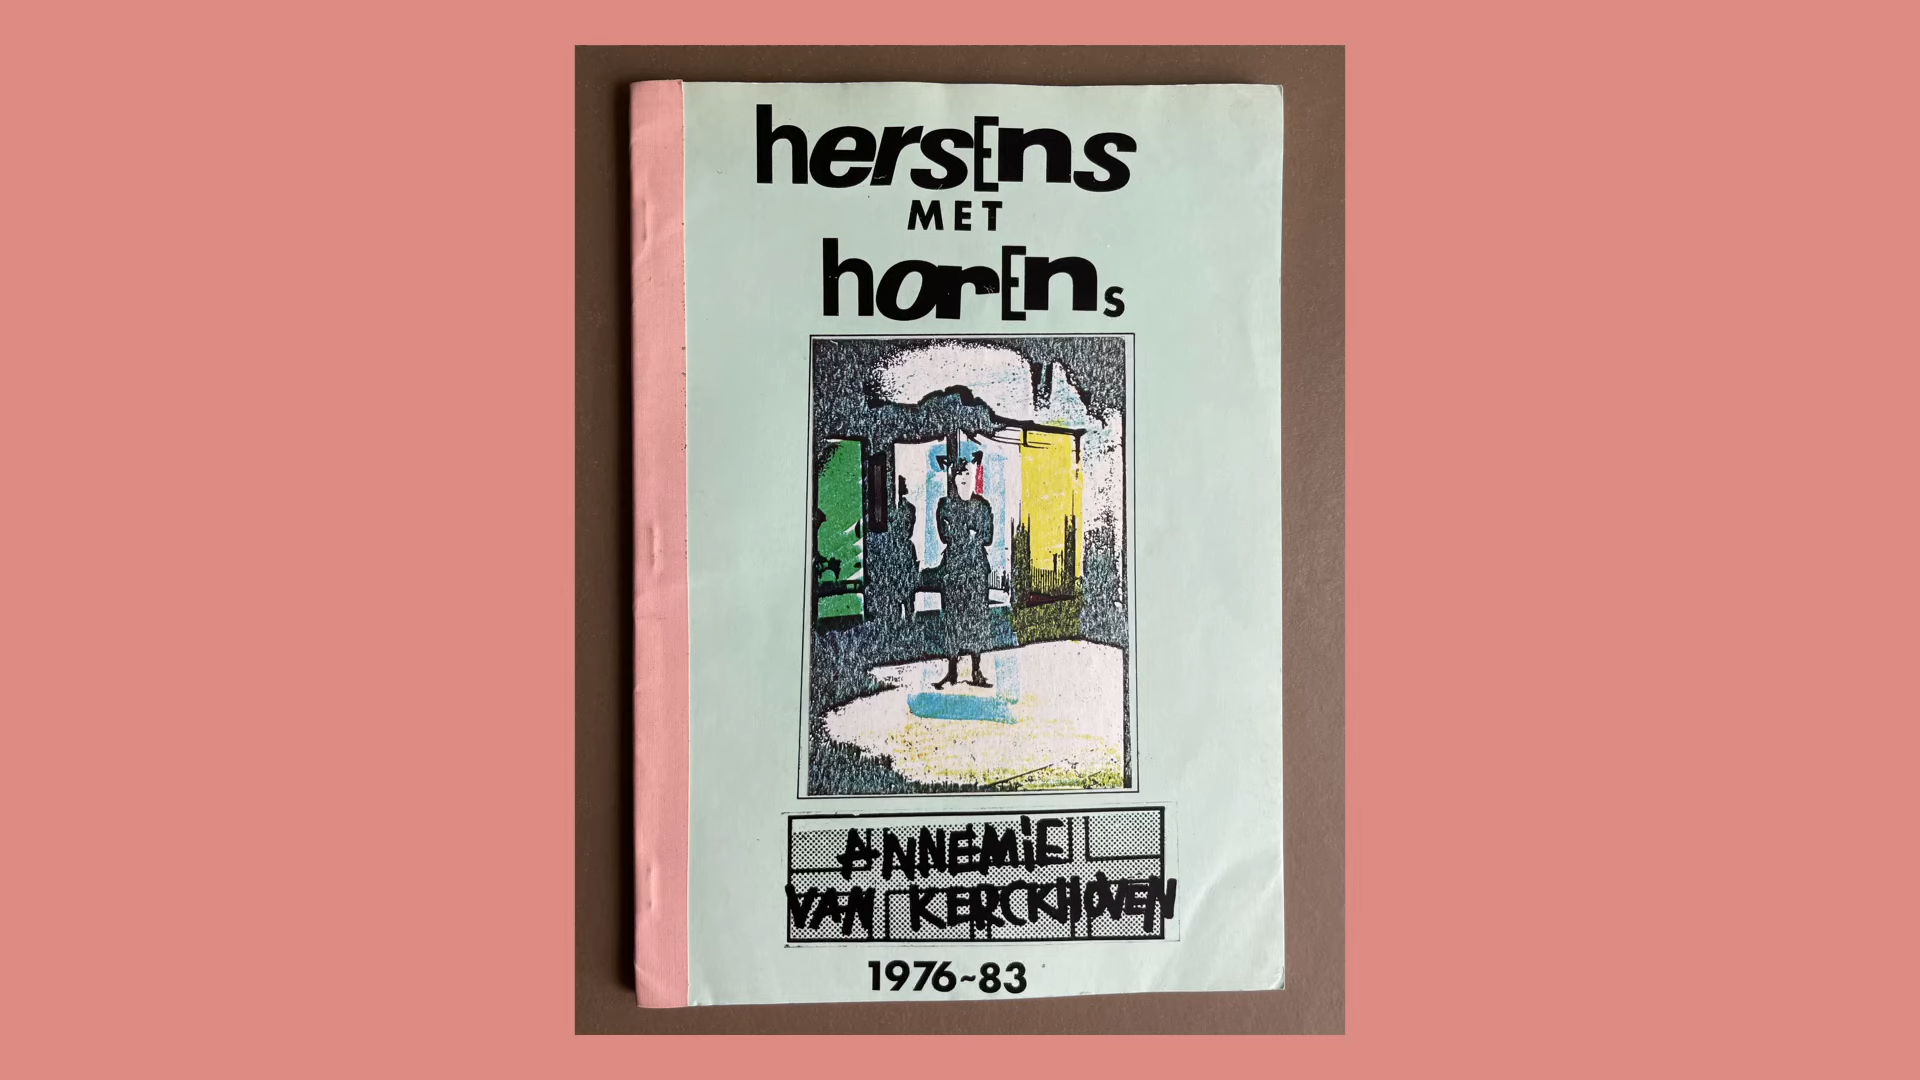 hersEns
MET
horEns
ANNEMiE
VAN KERCKHOVEN
1976~83